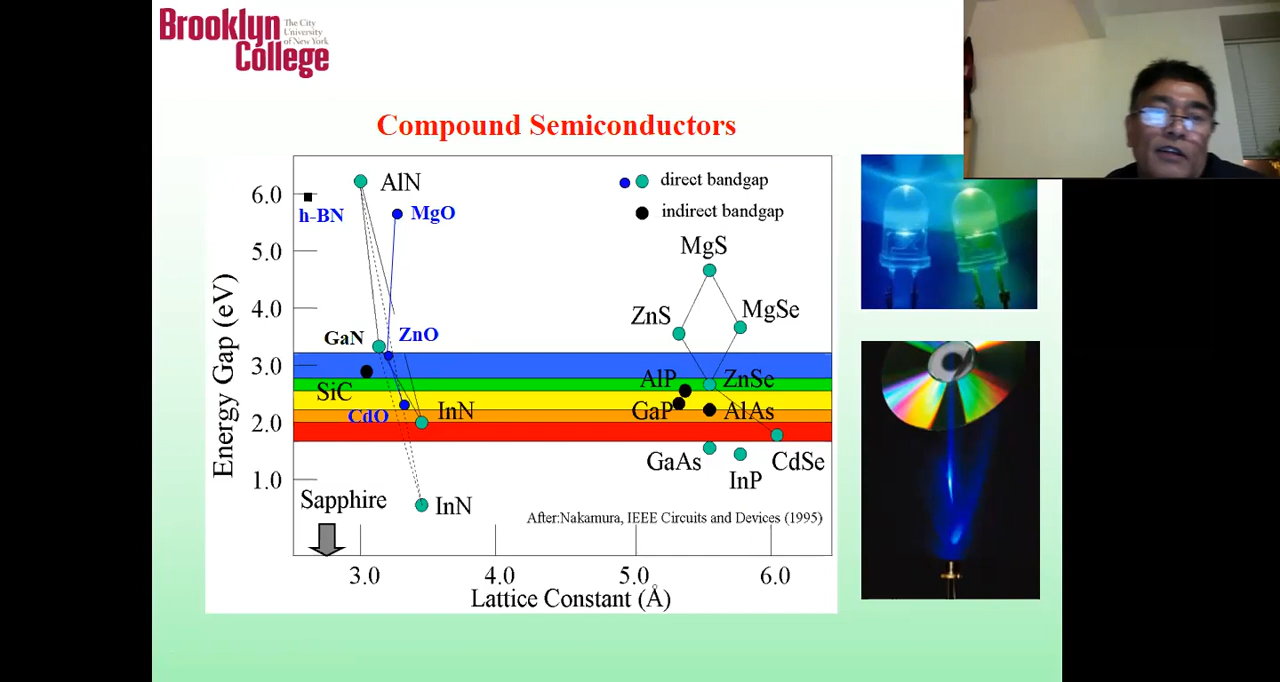 Brooklyn
College
The City
University
of New York
Compound Semiconductors
Energy Gap (eV)
6.0
5.0
4.0
3.0
2.0
1.0
h-BN
AlN
MgO
GaN
ZnO
SiC
CdO
InN
InN
Sapphire
direct bandgap
indirect bandgap
MgS
ZnS
MgSe
AlP
ZnSe
GaP
AlAs
GaAs
InP
CdSe
After:Nakamura, IEEE Circuits and Devices (1995)
3.0 4.0 5.0 6.0
Lattice Constant (Å)